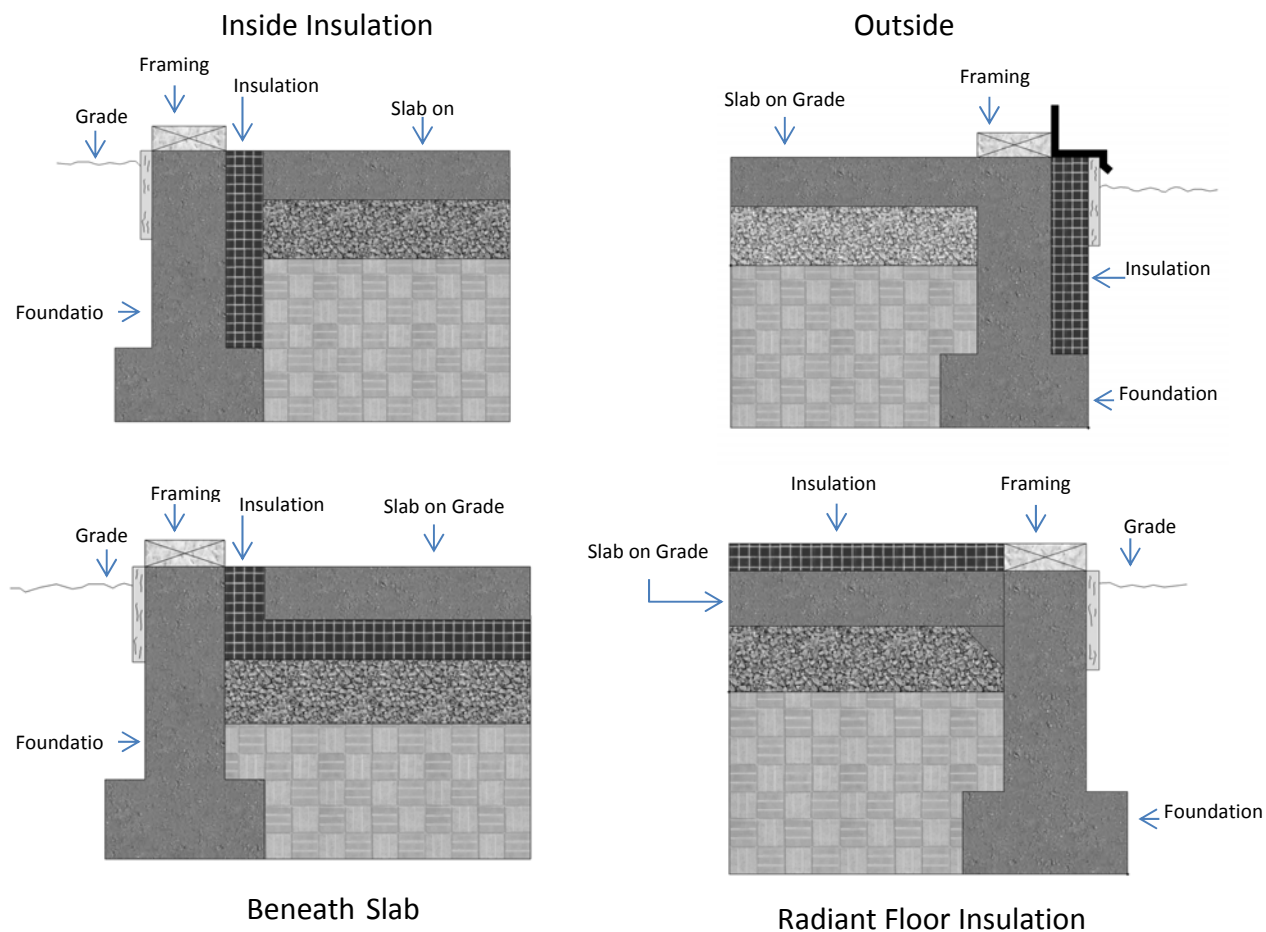 Inside Insulation
Framing
Insulation
Grade
Slab on
Foundatio
Outside
Framing
Slab on Grade
Insulation
Foundation
Framing
Insulation
Slab on Grade
Grade
Foundatio
Beneath Slab
Insulation
Framing
Grade
Slab on Grade
Foundation
Radiant Floor Insulation